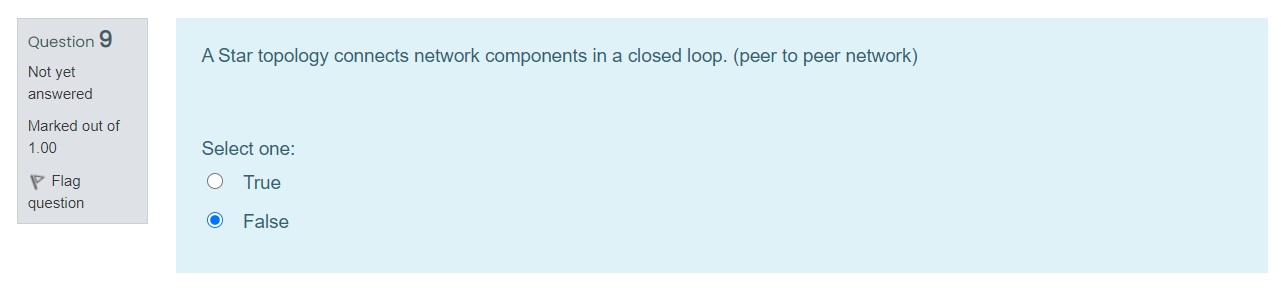 Question 9
Not yet
answered
Marked out of
1.00
Flag
question
A Star topology connects network components in a closed loop. (peer to peer network)
Select one:
True
False